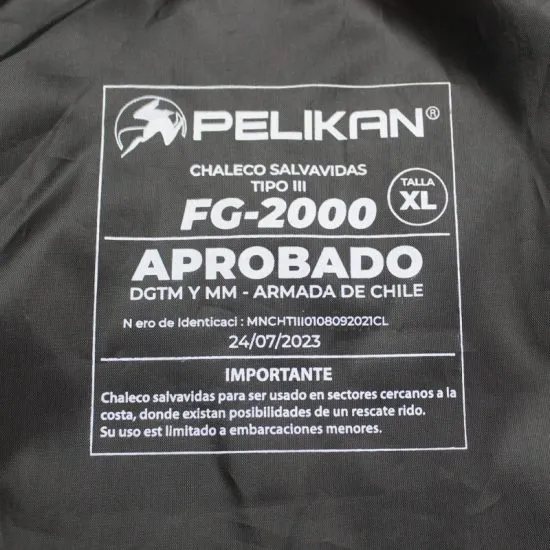 PELIKAN®
CHALECO SALVAVIDAS
TIPO III
FG-2000
TALLA
XL
APROBADO
DGTM Y MM - ARMADA DE CHILE
N ero de Identicaci : MNCHTIII0108092021CL
24/07/2023
IMPORTANTE
Chaleco salvavidas para ser usado en sectores cercanos a la
costa, donde existan posibilidades de un rescate rido.
Su uso est limitado a embarcaciones menores.